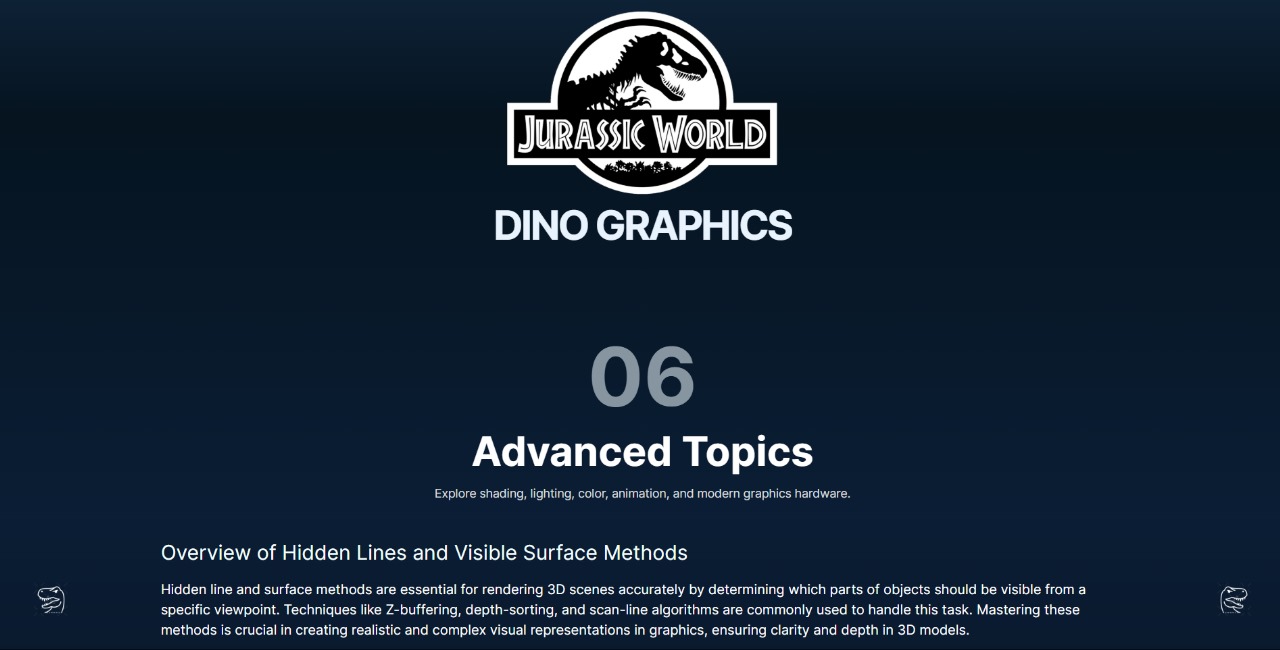 JURASSIC WORLD
DINO GRAPHICS
06
Advanced Topics
Explore shading, lighting, color, animation, and modern graphics hardware.
Overview of Hidden Lines and Visible Surface Methods
Hidden line and surface methods are essential for rendering 3D scenes accurately by determining which parts of objects should be visible from a
specific viewpoint. Techniques like Z-buffering, depth-sorting, and scan-line algorithms are commonly used to handle this task. Mastering these
methods is crucial in creating realistic and complex visual representations in graphics, ensuring clarity and depth in 3D models.